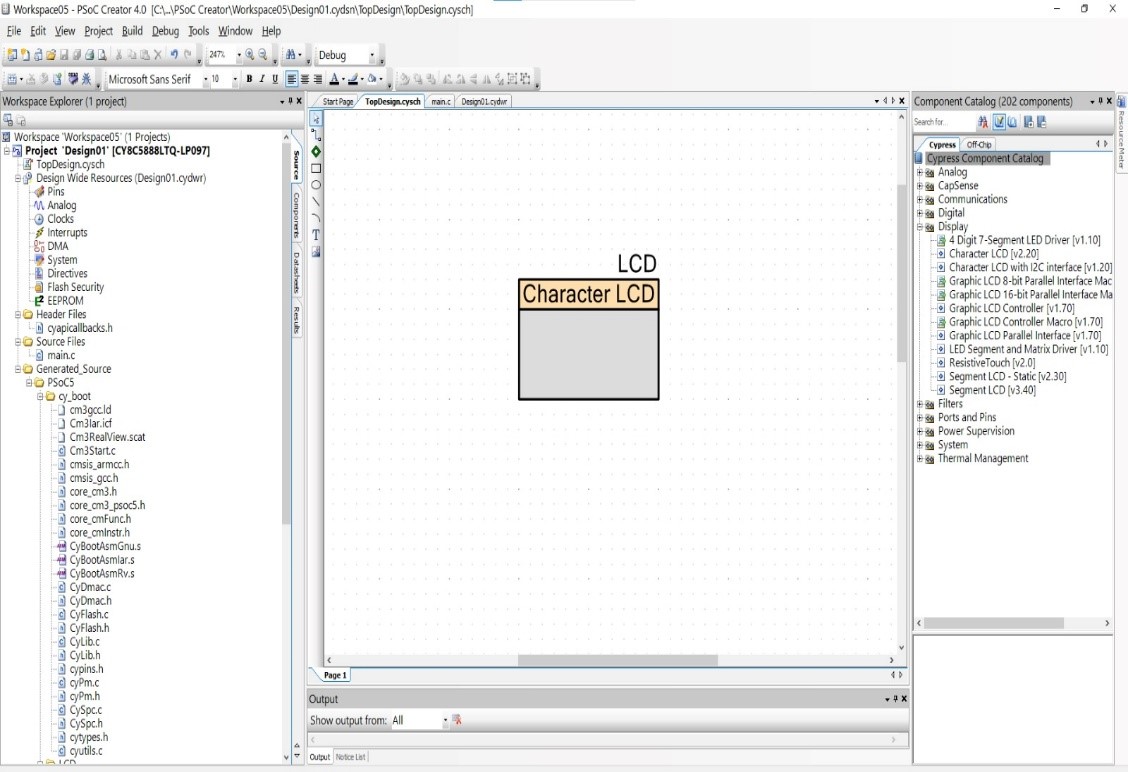 Workspace05 - PSoC Creator 4.0 [C:\...\PSoC Creator\Workspace05\Design01.cydsn\TopDesign\TopDesign.cysch]
File Edit View Project Build Debug Tools Window Help
247% Debug
Microsoft Sans Serif 10 B I U A
Workspace Explorer (1 project)
Workspace 'Workspace05' (1 Projects)
Project 'Design01' [CY8C5888LTQ-LP097]
TopDesign.cysch
Design Wide Resources (Design01.cydwr)
Pins
Analog
Clocks
Interrupts
DMA
System
Directives
Flash Security
EEPROM
Header Files
cyapicallbacks.h
Source Files
main.c
Generated_Source
PSoC5
cy_boot
cm3gcc.ld
Cm3Iar.icf
Cm3RealView.scat
Cm3Start.c
cmsis_armcc.h
cmsis_gcc.h
core_cm3.h
core_cm3_psoc5.h
core_cmFunc.h
core_cmInstr.h
CyBootAsmGnu.s
CyBootAsmIar.s
CyBootAsmRv.s
CyDmac.c
CyDmac.h
CyFlash.c
CyFlash.h
CyLib.c
CyLib.h
cypins.h
cyPm.c
cyPm.h
CySpc.c
CySpc.h
cytypes.h
cyutils.c
LCD
Source
Components
Datasheets
Results
Start Page TopDesign.cysch main.c Design01.cydwr
T
LCD
Character LCD
Page 1
Output
Show output from: All
Output Notice List
Component Catalog (202 components)
Search for...
Cypress Off-Chip
Cypress Component Catalog
Analog
CapSense
Communications
Digital
Display
4 Digit 7-Segment LED Driver [v1.10]
Character LCD [v2.20]
Character LCD with I2C interface [v1.20]
Graphic LCD 8-bit Parallel Interface Mac
Graphic LCD 16-bit Parallel Interface Ma
Graphic LCD Controller [v1.70]
Graphic LCD Controller Macro [v1.70]
Graphic LCD Parallel Interface [v1.70]
LED Segment and Matrix Driver [v1.10]
ResistiveTouch [v2.0]
Segment LCD - Static [v2.30]
Segment LCD [v3.40]
Filters
Ports and Pins
Power Supervision
System
Thermal Management
Resource Meter